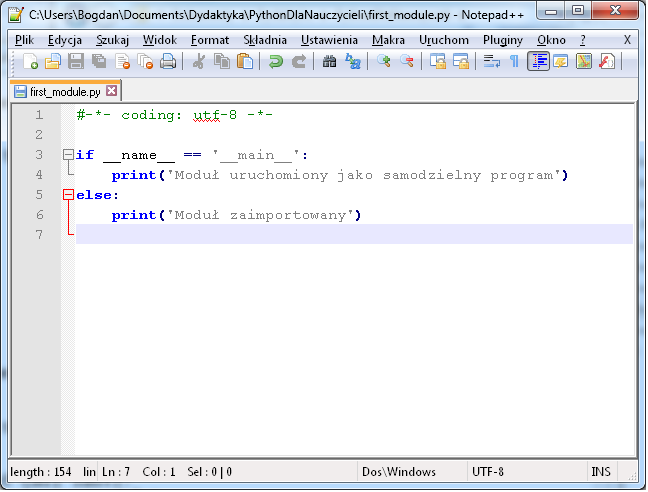 C:\Users\Bogdan\Documents\Dydaktyka\PythonDlaNauczycieli\first_module.py - Notepad++
Plik Edycja Szukaj Widok Format Składnia Ustawienia Makra Uruchom Pluginy Okno ? X
first_module.py
1 #-*- coding: utf-8 -*-
2
3 if __name__ == '__main__':
4 print('Moduł uruchomiony jako samodzielny program')
5 else:
6 print('Moduł zaimportowany')
7
length : 154 lin Ln : 7 Col : 1 Sel : 0 | 0 Dos\Windows UTF-8 INS